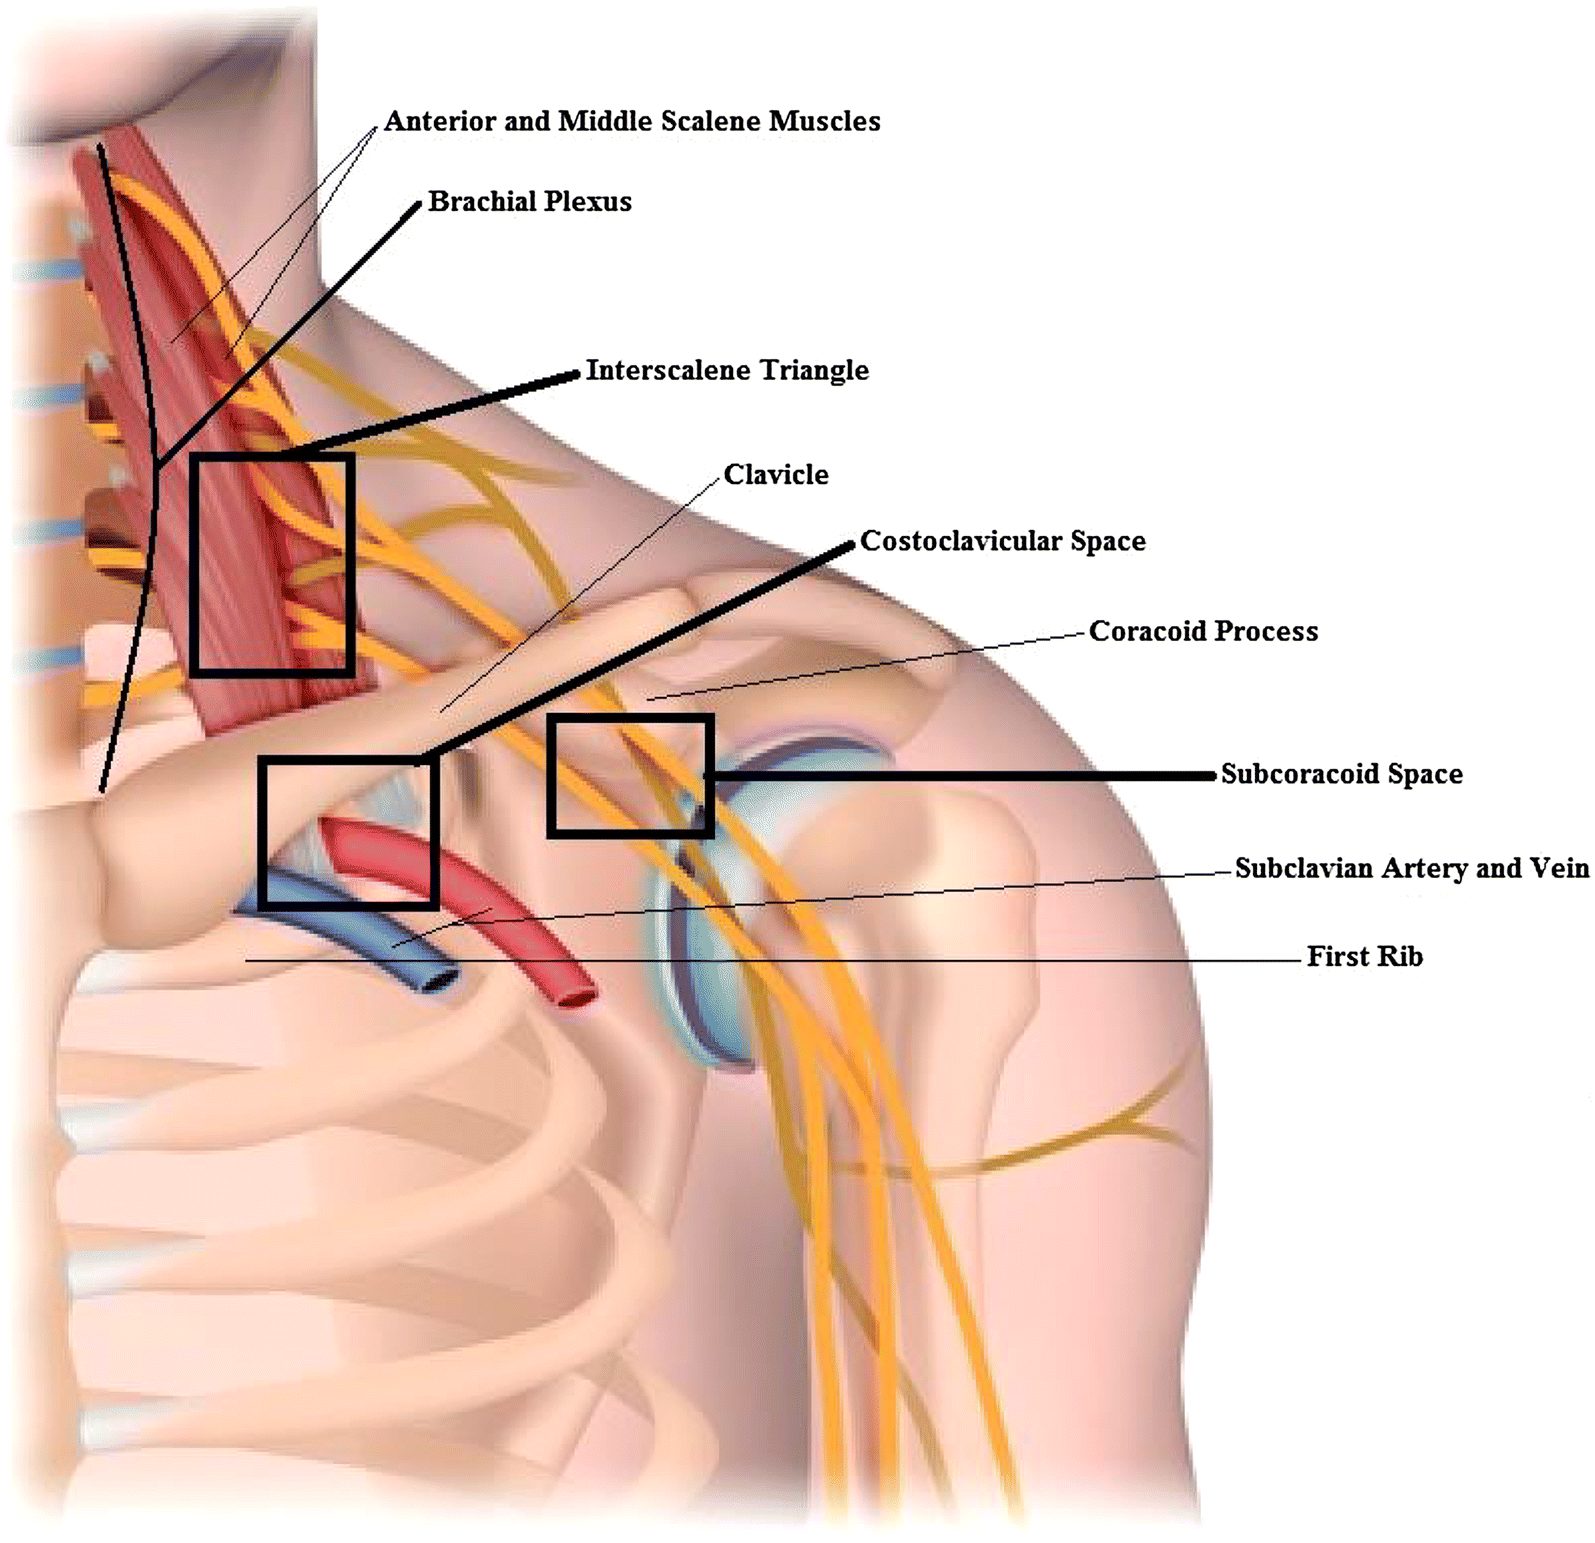 Anterior and Middle Scalene Muscles
Brachial Plexus
Interscalene Triangle
Clavicle
Costoclavicular Space
Coracoid Process
Subcoracoid Space
Subclavian Artery and Vein
First Rib